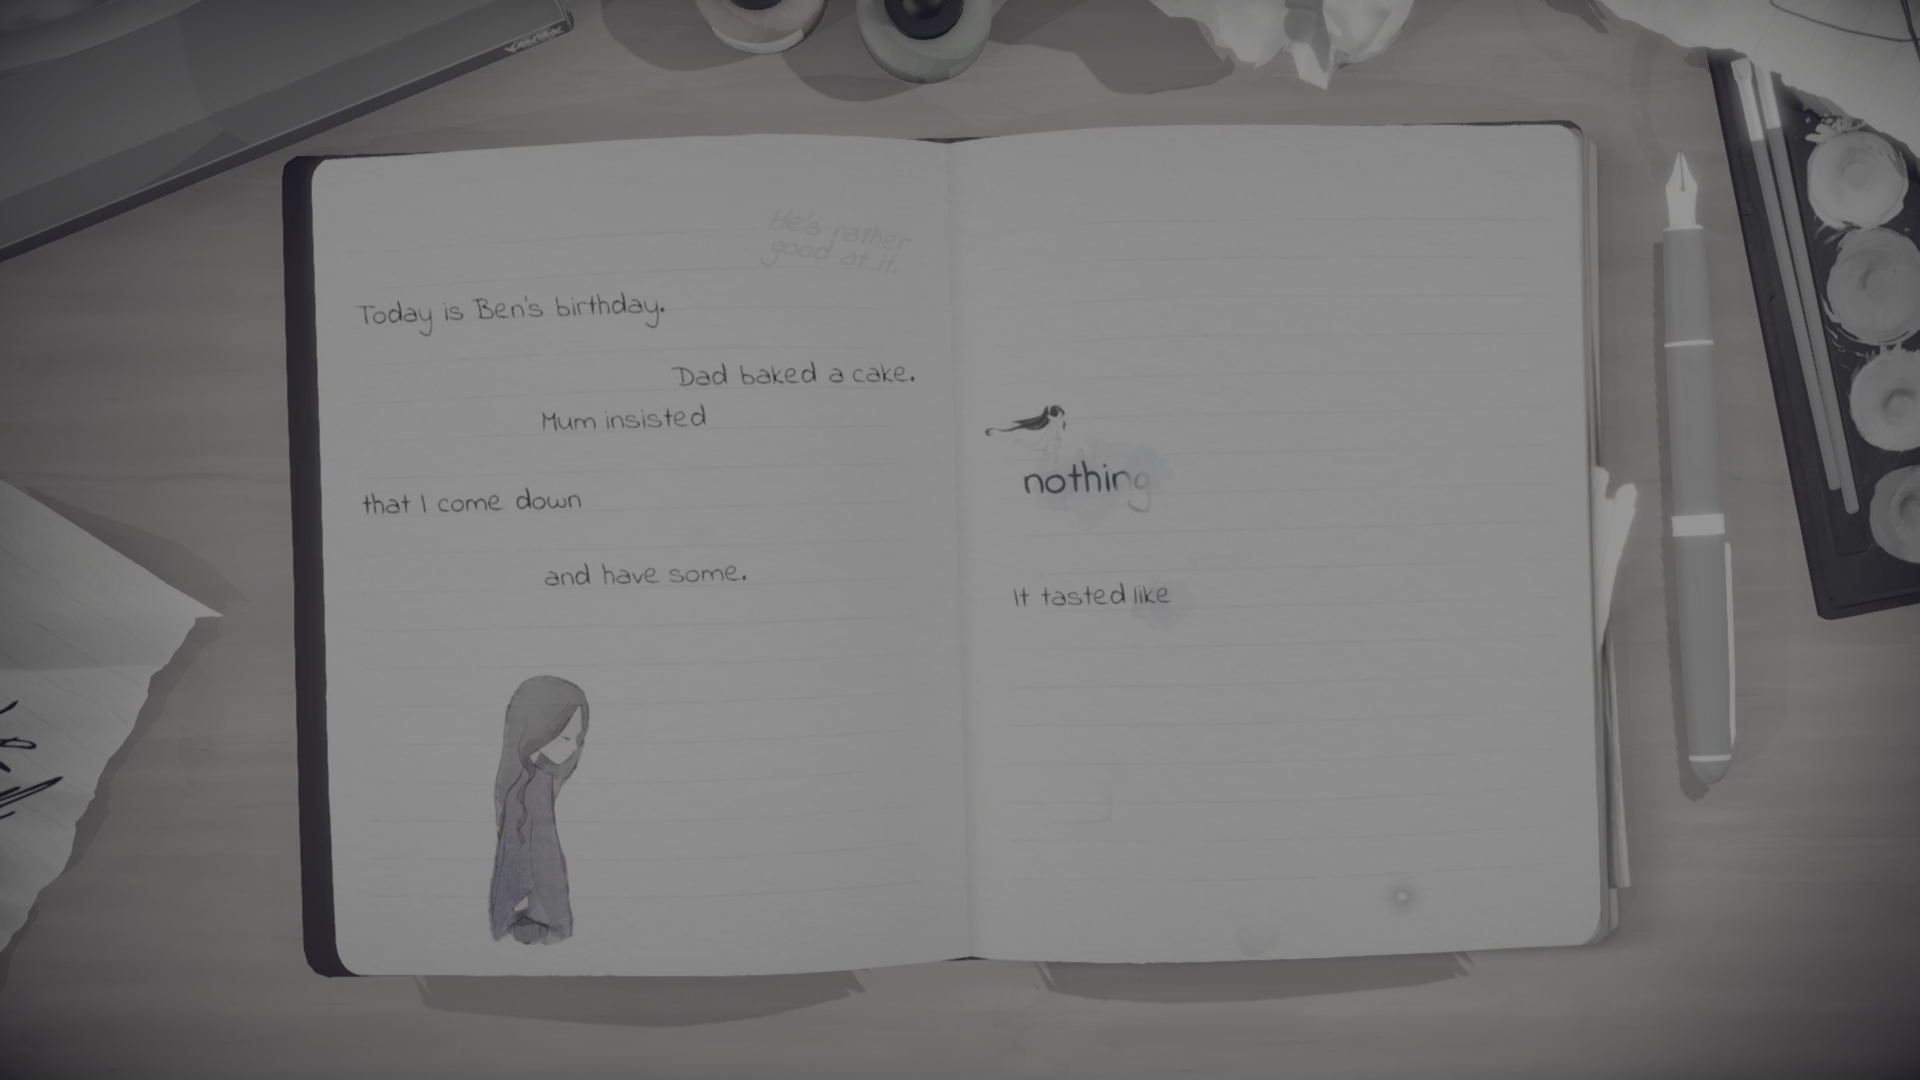 He's rather
good at it.
Today is Ben's birthday.
Dad baked a cake.
Mum insisted
that I come down
and have some.
nothing
It tasted like